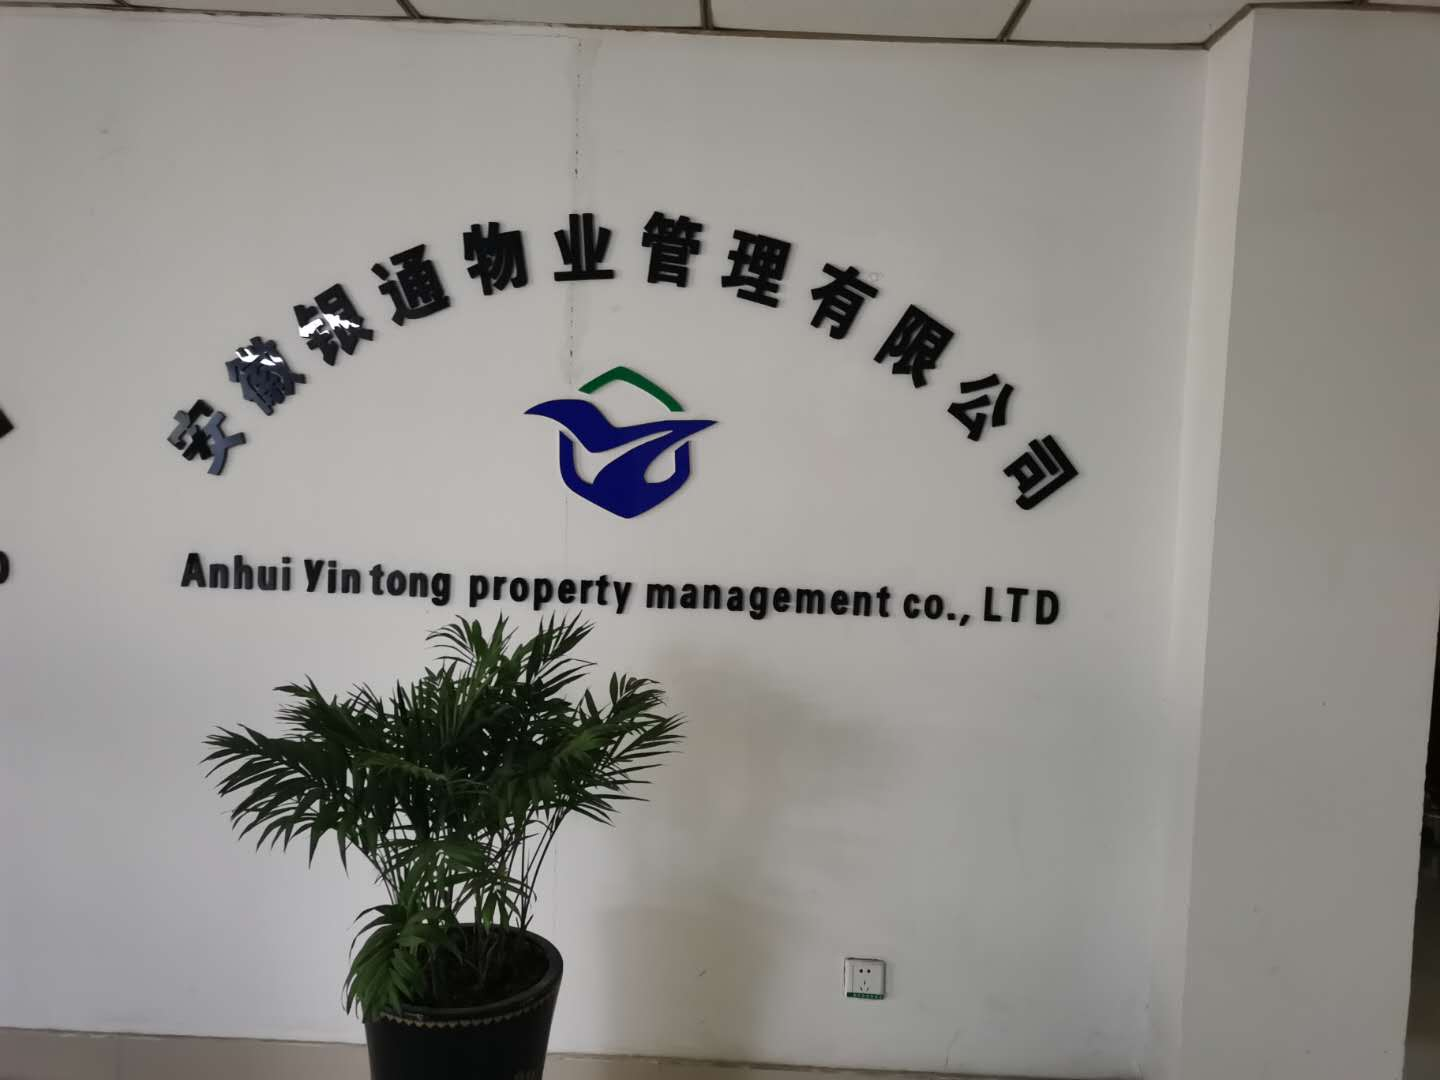 安徽银通物业管理有限公司
Anhui Yin tong property management co., LTD